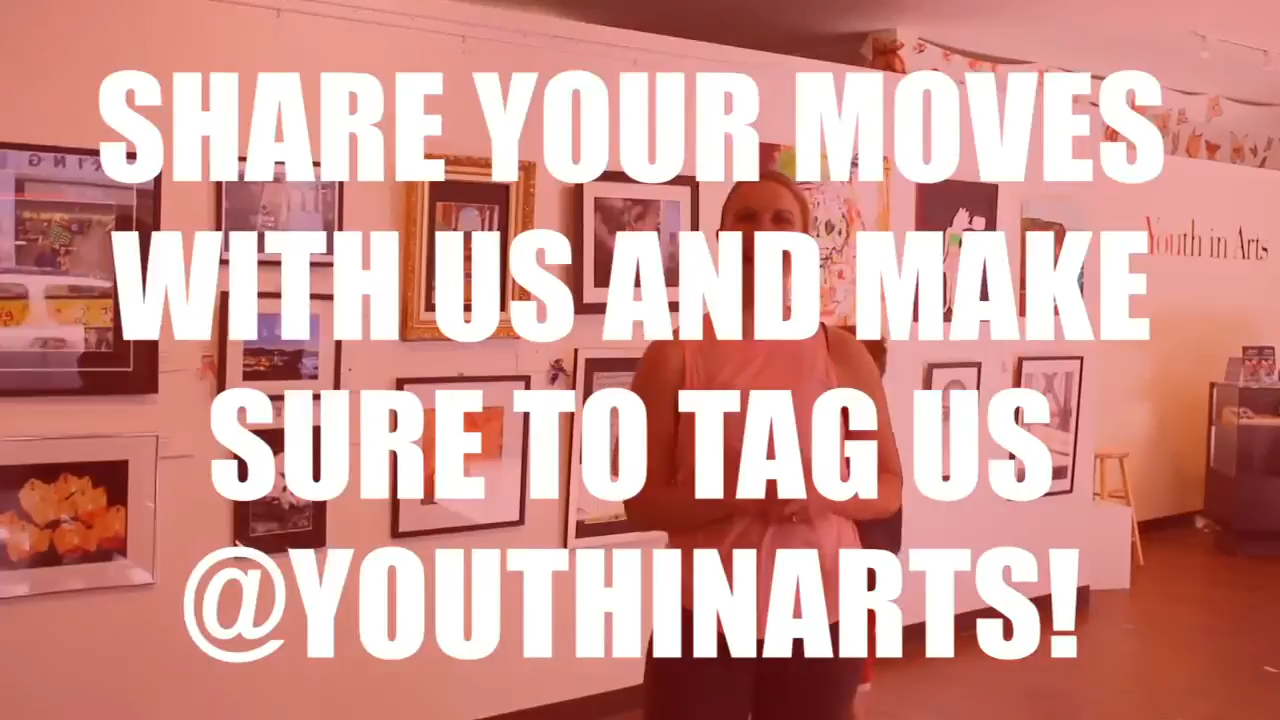 SHARE YOUR MOVES
WITH US AND MAKE
SURE TO TAG US
@YOUTHINARTS!
Youth in Arts